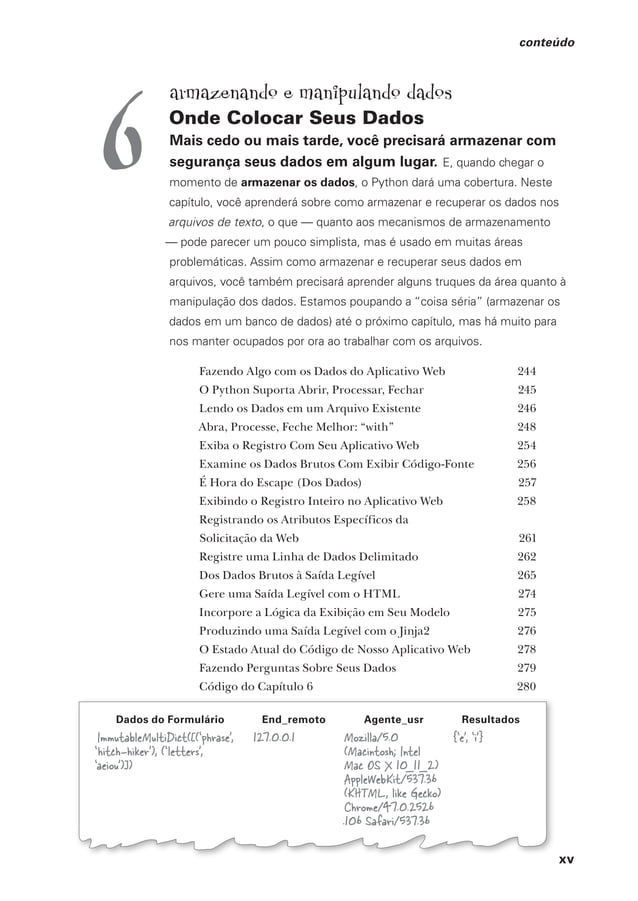 conteúdo
6
armazenando e manipulando dados
Onde Colocar Seus Dados
Mais cedo ou mais tarde, você precisará armazenar com
segurança seus dados em algum lugar. E, quando chegar o
momento de armazenar os dados, o Python dará uma cobertura. Neste
capítulo, você aprenderá sobre como armazenar e recuperar os dados nos
arquivos de texto, o que — quanto aos mecanismos de armazenamento
— pode parecer um pouco simplista, mas é usado em muitas áreas
problemáticas. Assim como armazenar e recuperar seus dados em
arquivos, você também precisará aprender alguns truques da área quanto à
manipulação dos dados. Estamos poupando a “coisa séria” (armazenar os
dados em um banco de dados) até o próximo capítulo, mas há muito para
nos manter ocupados por ora ao trabalhar com os arquivos.
Fazendo Algo com os Dados do Aplicativo Web 244
O Python Suporta Abrir, Processar, Fechar 245
Lendo os Dados em um Arquivo Existente 246
Abra, Processe, Feche Melhor: “with” 248
Exiba o Registro Com Seu Aplicativo Web 254
Examine os Dados Brutos Com Exibir Código-Fonte 256
É Hora do Escape (Dos Dados) 257
Exibindo o Registro Inteiro no Aplicativo Web 258
Registrando os Atributos Específicos da
Solicitação da Web 261
Registre uma Linha de Dados Delimitado 262
Dos Dados Brutos à Saída Legível 265
Gere uma Saída Legível com o HTML 274
Incorpore a Lógica da Exibição em Seu Modelo 275
Produzindo uma Saída Legível com o Jinja2 276
O Estado Atual do Código de Nosso Aplicativo Web 278
Fazendo Perguntas Sobre Seus Dados 279
Código do Capítulo 6 280
Dados do Formulário End_remoto Agente_usr Resultados
ImmutableMultiDict([(‘phrase’, 127.0.0.1 Mozilla/5.0 {‘e’, ‘i’}
‘hitch-hiker’), (‘letters’, (Macintosh; Intel
‘aeiou’)]) Mac OS X 10_11_2)
AppleWebKit/537.36
(KHTML, like Gecko)
Chrome/47.0.2526
.106 Safari/537.36
xv